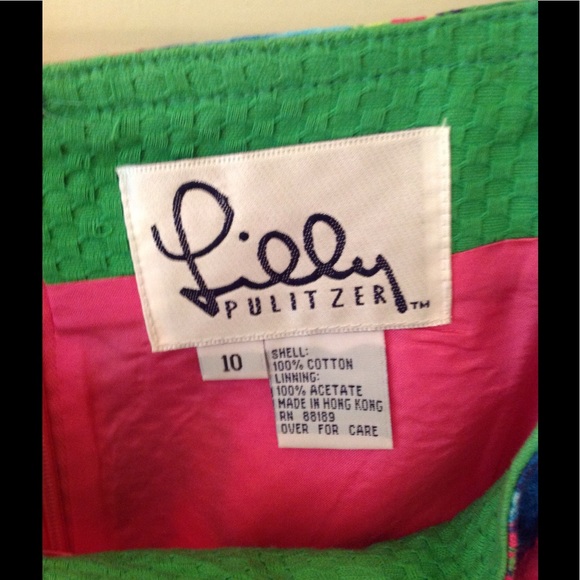 Lilly
PULITZER™
10
SHELL:
100% COTTON
LINNING:
100% ACETATE
MADE IN HONG KONG
RN 88189
OVER FOR CARE